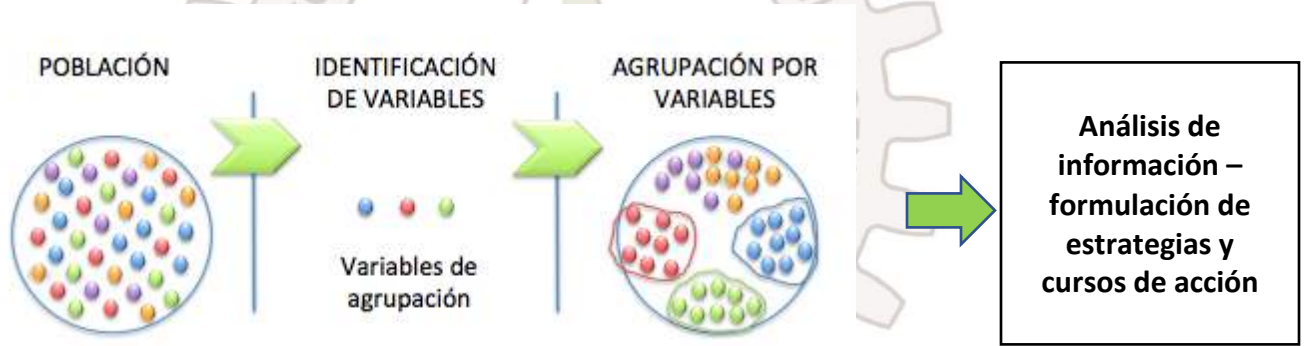 POBLACIÓN
IDENTIFICACIÓN
DE VARIABLES
Variables de
agrupación
AGRUPACIÓN POR
VARIABLES
Análisis de
información –
formulación de
estrategias y
cursos de acción